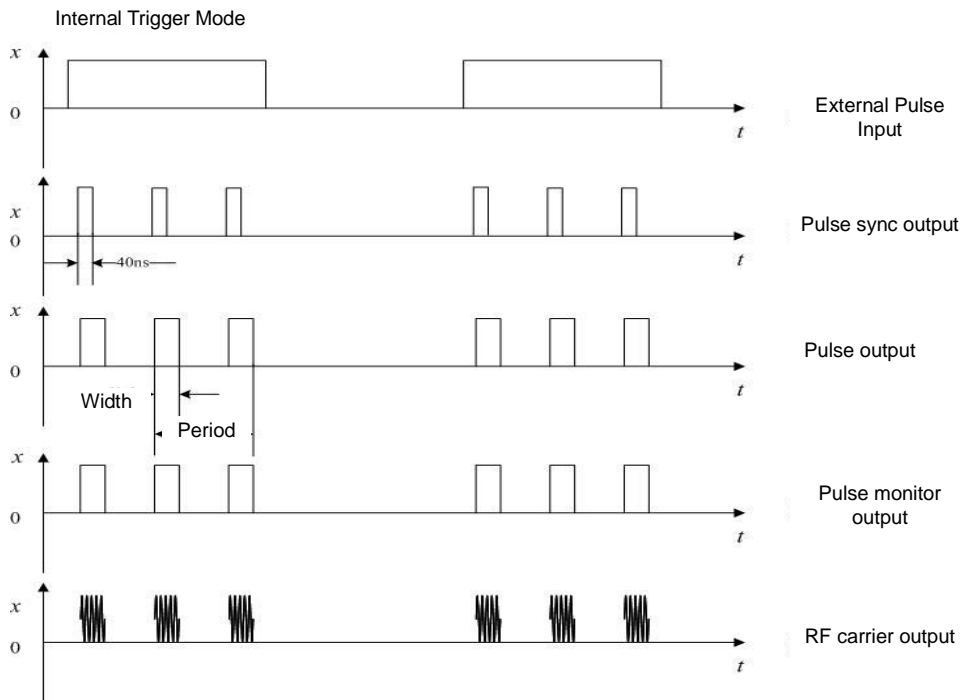 Internal Trigger Mode
x
0
t
External Pulse
Input
x
0
t
Pulse sync output
40ns
x
0
t
Pulse output
Width
Period
x
0
t
Pulse monitor
output
x
0
t
RF carrier output